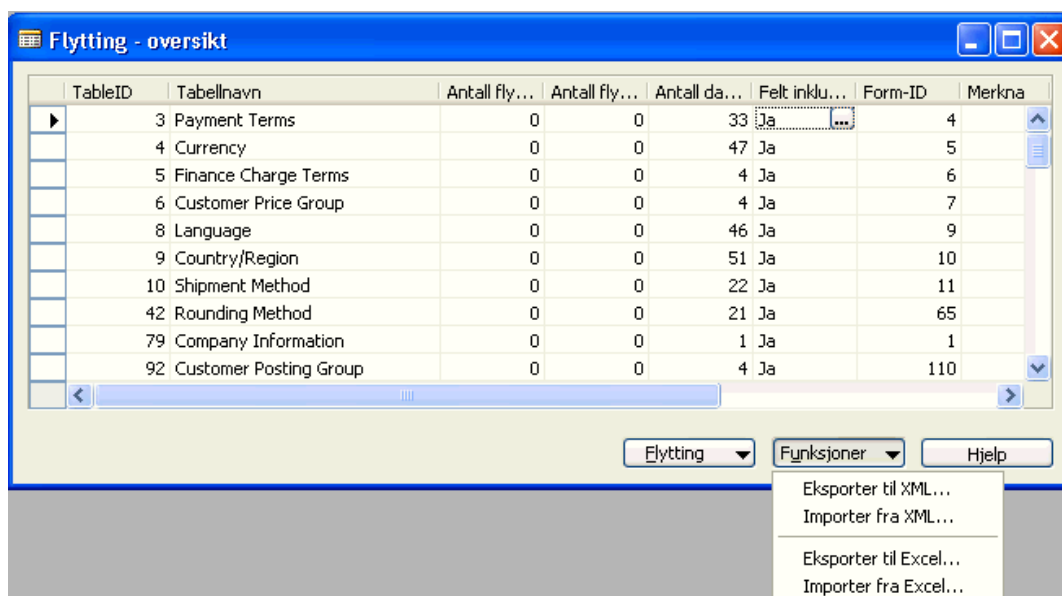 Flytting - oversikt
TableID Tabellnavn Antall fly... Antall fly... Antall da... Felt inklu... Form-ID Merkna
3 Payment Terms 0 0 33 Ja ... 4
4 Currency 0 0 47 Ja 5
5 Finance Charge Terms 0 0 4 Ja 6
6 Customer Price Group 0 0 4 Ja 7
8 Language 0 0 46 Ja 9
9 Country/Region 0 0 51 Ja 10
10 Shipment Method 0 0 22 Ja 11
42 Rounding Method 0 0 21 Ja 65
79 Company Information 0 0 1 Ja 1
92 Customer Posting Group 0 0 4 Ja 110
Flytting Funksjoner Hjelp
Eksporter til XML...
Importer fra XML...
Eksporter til Excel...
Importer fra Excel...